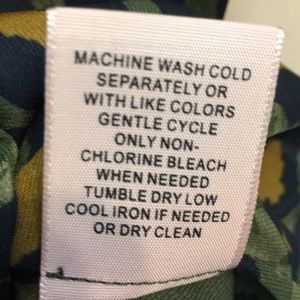 MACHINE WASH COLD
SEPARATELY OR
WITH LIKE COLORS
GENTLE CYCLE
ONLY NON-
CHLORINE BLEACH
WHEN NEEDED
TUMBLE DRY LOW
COOL IRON IF NEEDED
OR DRY CLEAN